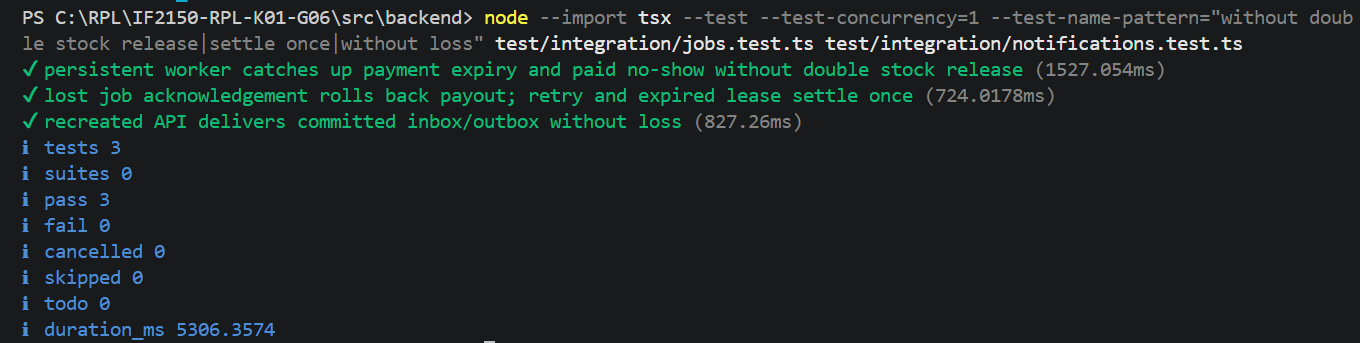 PS C:\RPL\IF2150-RPL-K01-G06\src\backend> node --import tsx --test --test-concurrency=1 --test-name-pattern="without doub
le stock release|settle once|without loss" test/integration/jobs.test.ts test/integration/notifications.test.ts
✓ persistent worker catches up payment expiry and paid no-show without double stock release (1527.054ms)
✓ lost job acknowledgement rolls back payout; retry and expired lease settle once (724.0178ms)
✓ recreated API delivers committed inbox/outbox without loss (827.26ms)
ℹ tests 3
ℹ suites 0
ℹ pass 3
ℹ fail 0
ℹ cancelled 0
ℹ skipped 0
ℹ todo 0
ℹ duration_ms 5306.3574